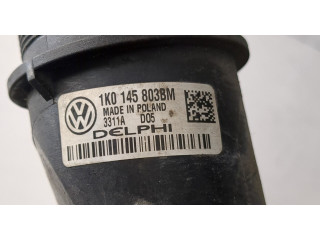 1K0 145 803BM
MADE IN POLAND
3311A D05
DELPHI